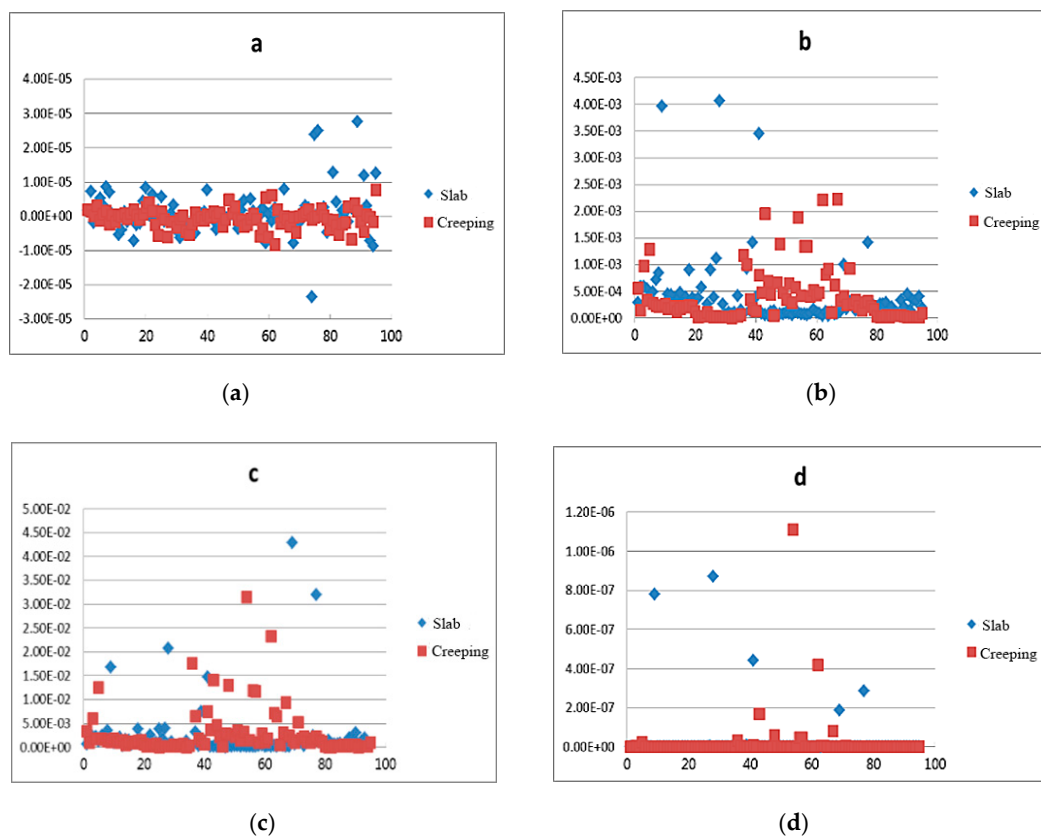 a
4.00E-05
3.00E-05
2.00E-05
1.00E-05
0.00E+00
-1.00E-05
-2.00E-05
-3.00E-05
0 20 40 60 80 100
Slab
Creeping
(a)
b
4.50E-03
4.00E-03
3.50E-03
3.00E-03
2.50E-03
2.00E-03
1.50E-03
1.00E-03
5.00E-04
0.00E+00
0 20 40 60 80 100
Slab
Creeping
(b)
c
5.00E-02
4.50E-02
4.00E-02
3.50E-02
3.00E-02
2.50E-02
2.00E-02
1.50E-02
1.00E-02
5.00E-03
0.00E+00
0 20 40 60 80 100
Slab
Creeping
(c)
d
1.20E-06
1.00E-06
8.00E-07
6.00E-07
4.00E-07
2.00E-07
0.00E+00
0 20 40 60 80 100
Slab
Creeping
(d)